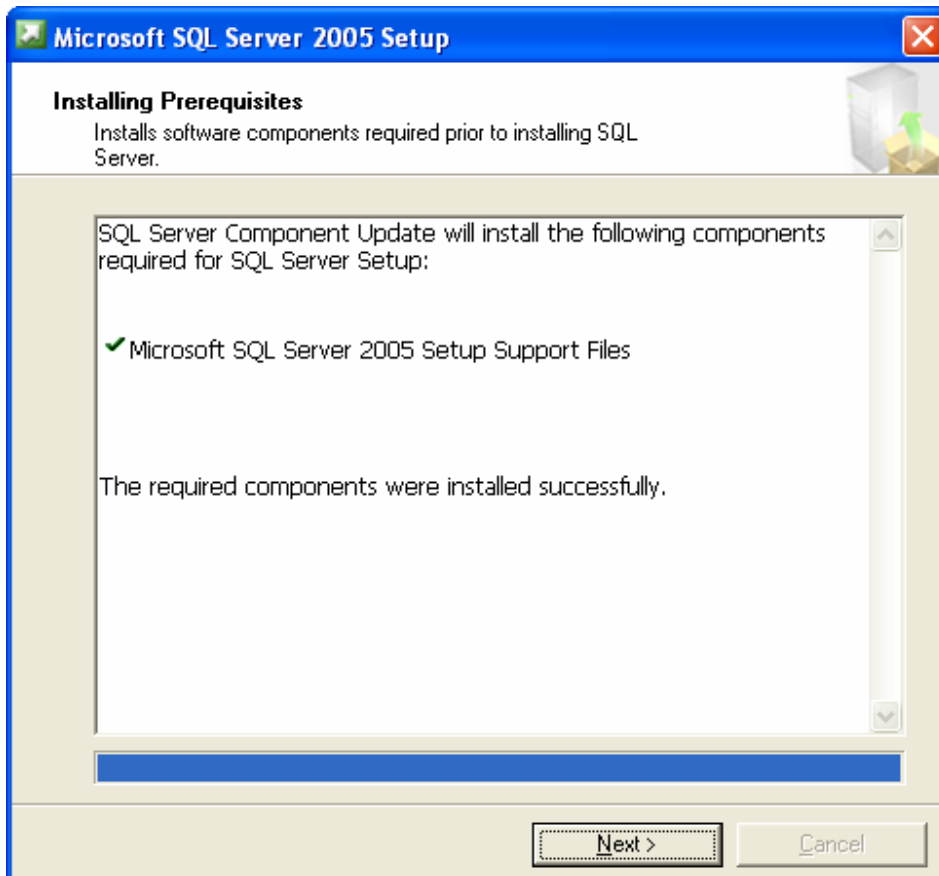 Microsoft SQL Server 2005 Setup
Installing Prerequisites
Installs software components required prior to installing SQL
Server.
SQL Server Component Update will install the following components
required for SQL Server Setup:
Microsoft SQL Server 2005 Setup Support Files
The required components were installed successfully.
Next >
Cancel